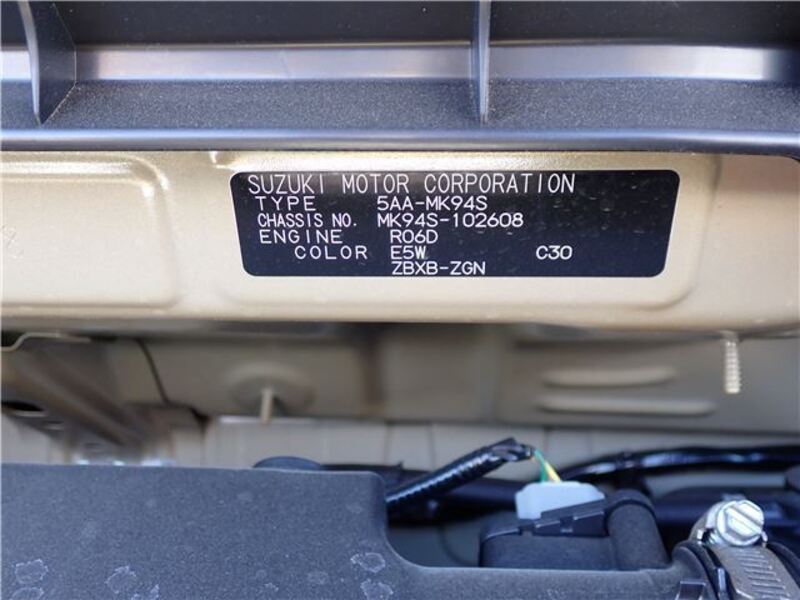 SUZUKI MOTOR CORPORATION
TYPE 5AA-MK94S
CHASSIS NO. MK94S-102608
ENGINE R06D
COLOR E5W C30
ZBXB-ZGN